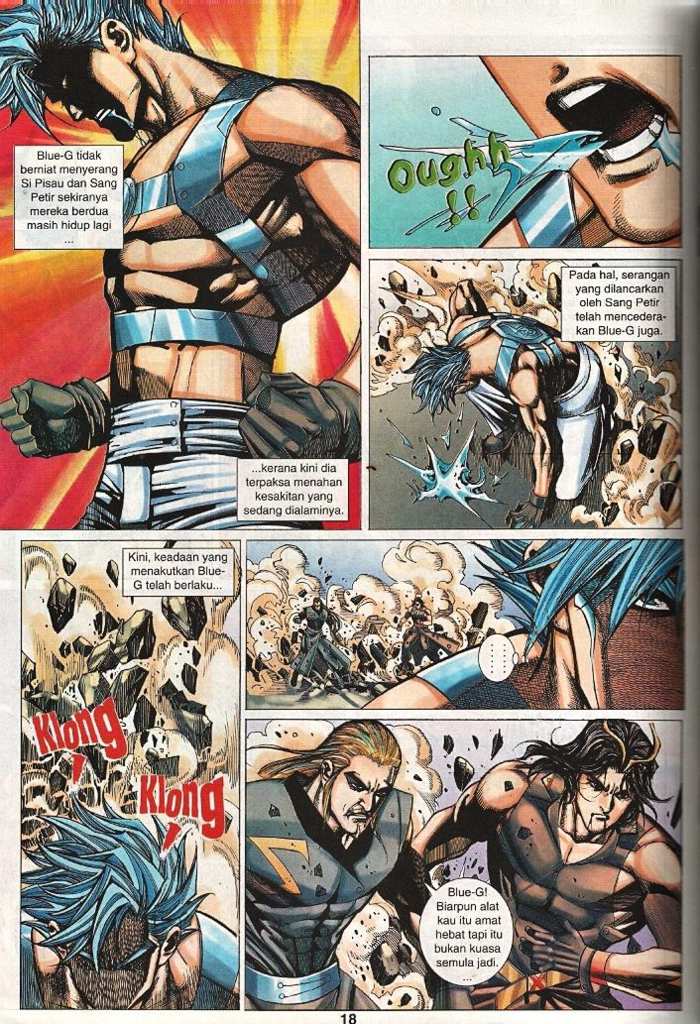 Blue-G tidak
berniat menyerang
Si Pisau dan Sang
Petir sekiranya
mereka berdua
masih hidup lagi
...
...kerana kini dia
terpaksa menahan
kesakitan yang
sedang dialaminya.
Oughh
!!
Pada hal, serangan
yang dilancarkan
oleh Sang Petir
telah mencedera-
kan Blue-G juga.
Kini, keadaan yang
menakutkan Blue-
G telah berlaku...
Klong
!
Klong
!
......
Blue-G!
Biarpun alat
kau itu amat
hebat tapi itu
bukan kuasa
semula jadi.
...
18